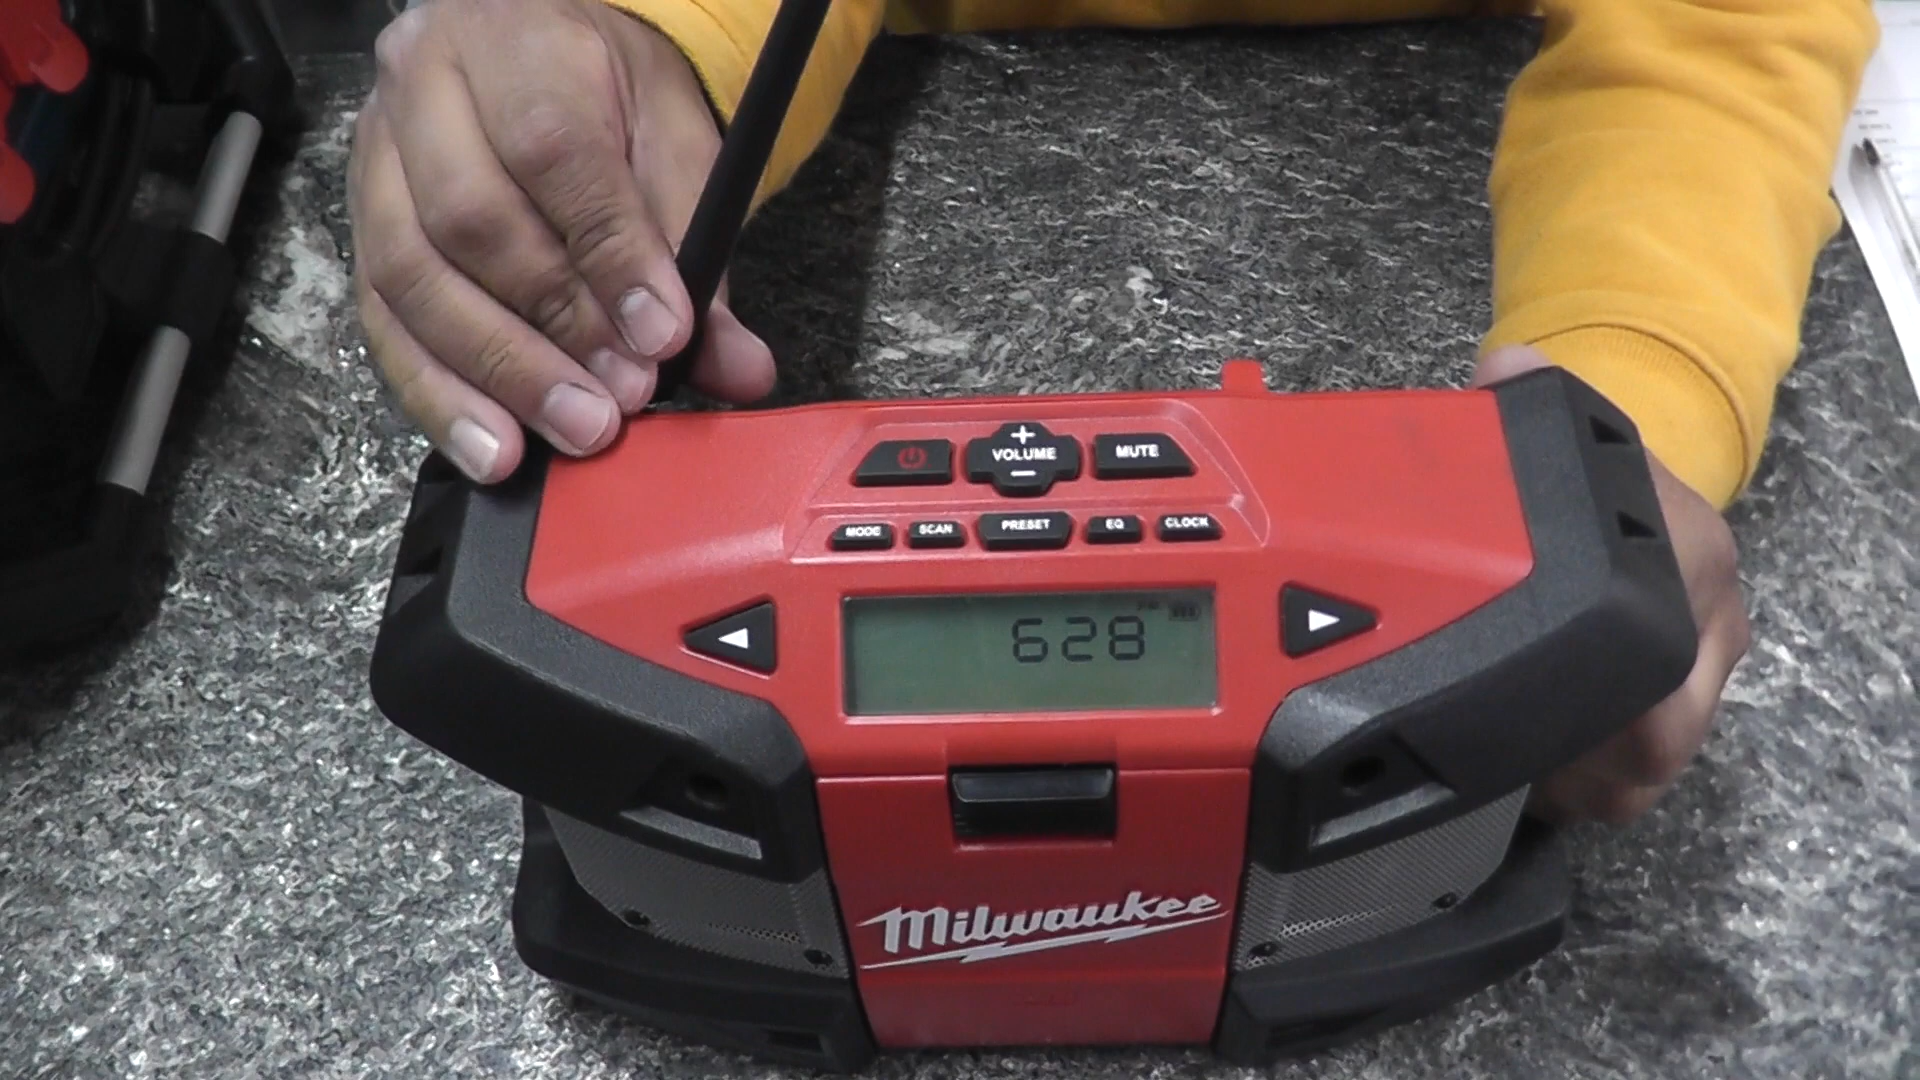 +
VOLUME
−
MUTE
MODE
SCAN
PRESET
EQ
CLOCK
628
Milwaukee